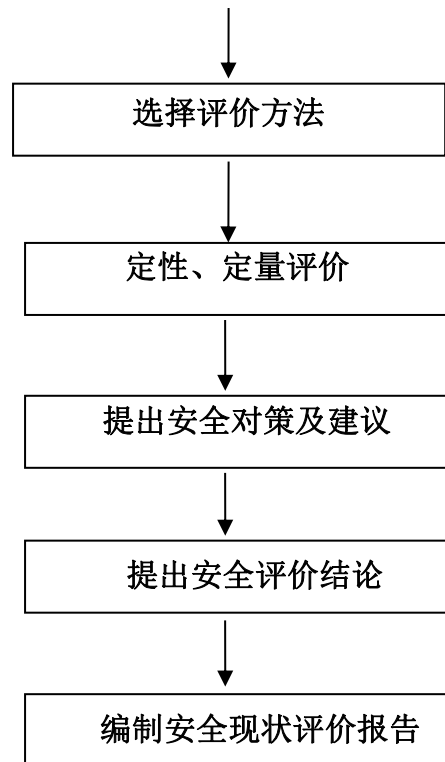 选择评价方法
定性、定量评价
提出安全对策及建议
提出安全评价结论
编制安全现状评价报告